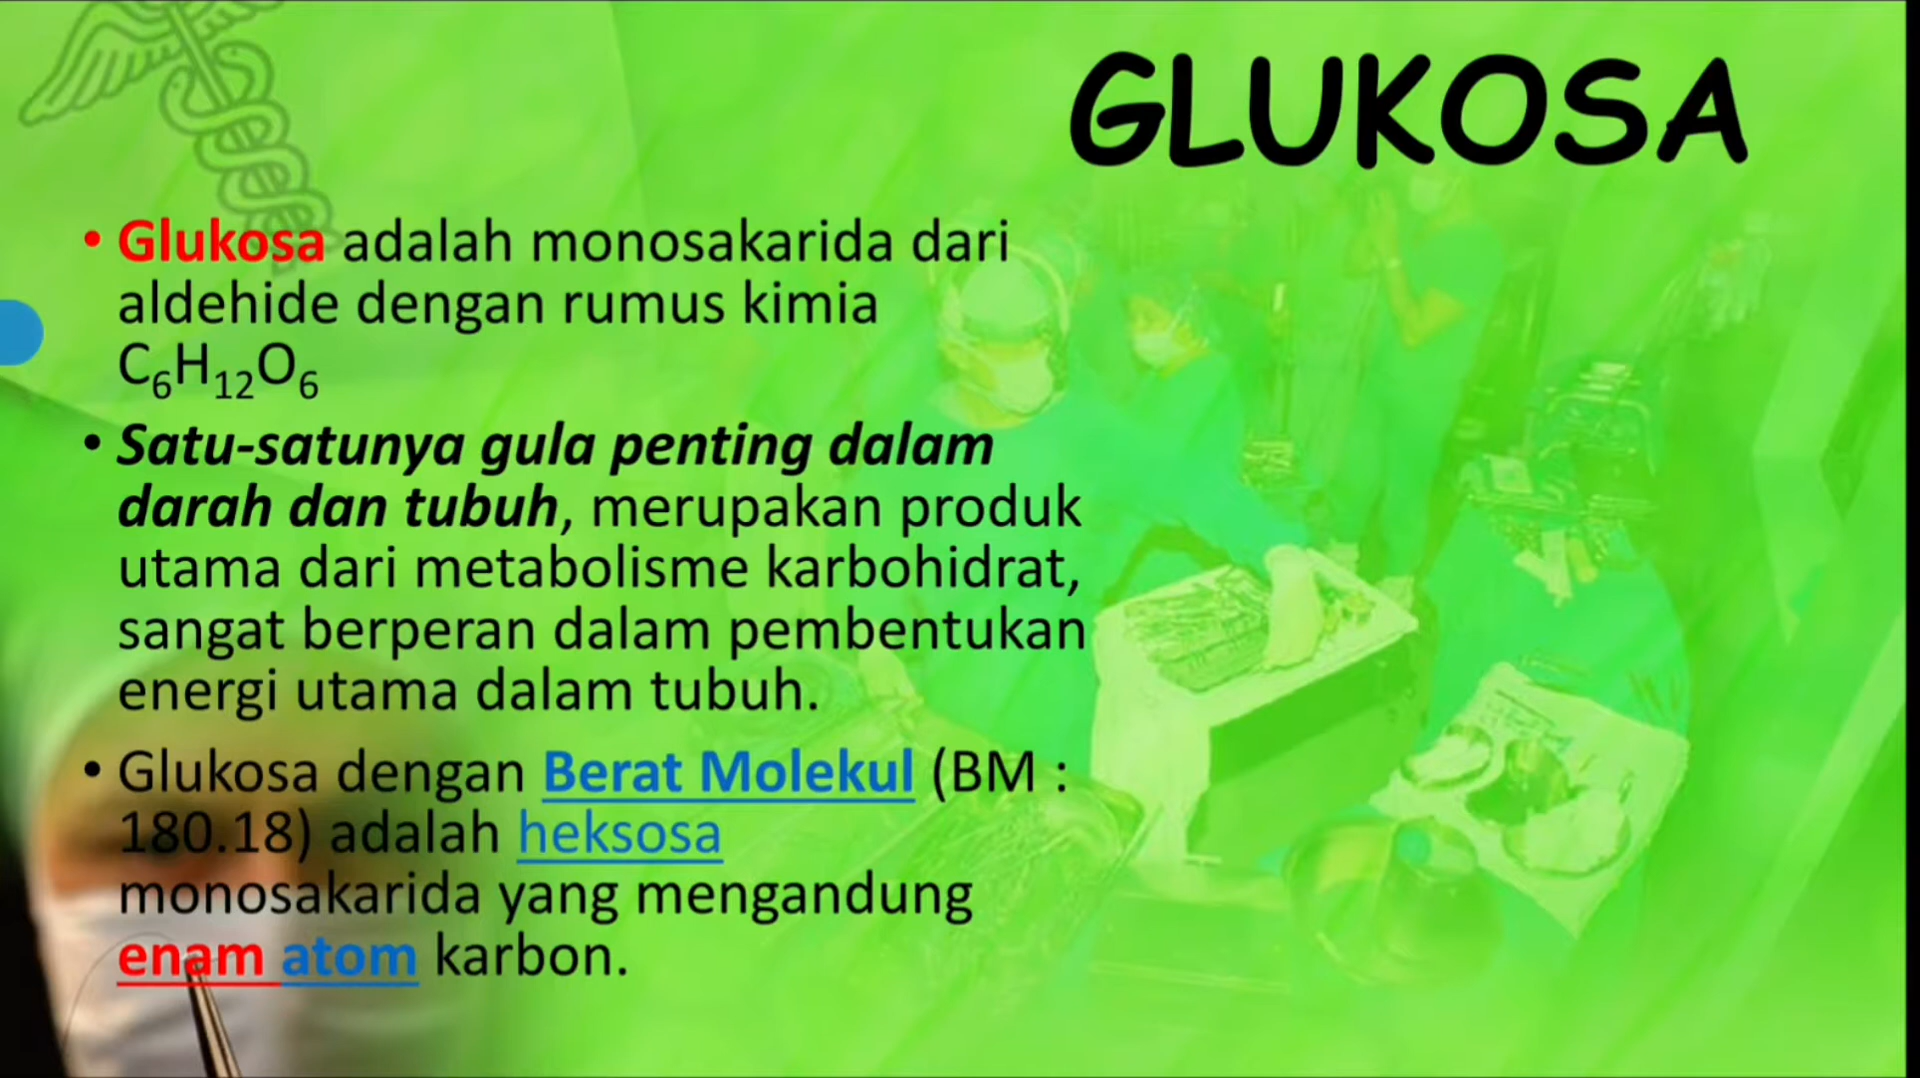 GLUKOSA
• Glukosa adalah monosakarida dari
aldehide dengan rumus kimia
C₆H₁₂O₆
• Satu-satunya gula penting dalam
darah dan tubuh, merupakan produk
utama dari metabolisme karbohidrat,
sangat berperan dalam pembentukan
energi utama dalam tubuh.
• Glukosa dengan Berat Molekul (BM :
180.18) adalah heksosa
monosakarida yang mengandung
enam atom karbon.